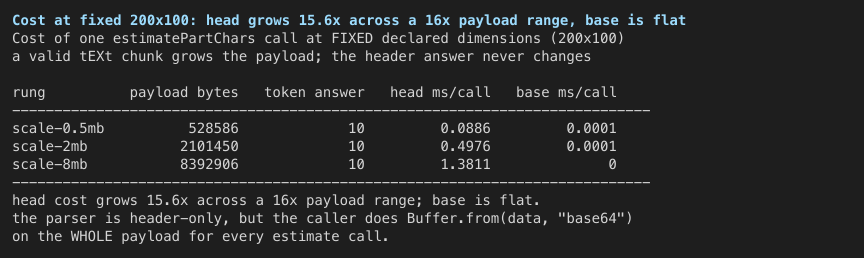 Cost at fixed 200x100: head grows 15.6x across a 16x payload range, base is flat
Cost of one estimatePartChars call at FIXED declared dimensions (200x100)
a valid tEXt chunk grows the payload; the header answer never changes
rung payload bytes token answer head ms/call base ms/call
scale-0.5mb 528586 10 0.0886 0.0001
scale-2mb 2101450 10 0.4976 0.0001
scale-8mb 8392906 10 1.3811 0
head cost grows 15.6x across a 16x payload range; base is flat.
the parser is header-only, but the caller does Buffer.from(data, "base64")
on the WHOLE payload for every estimate call.